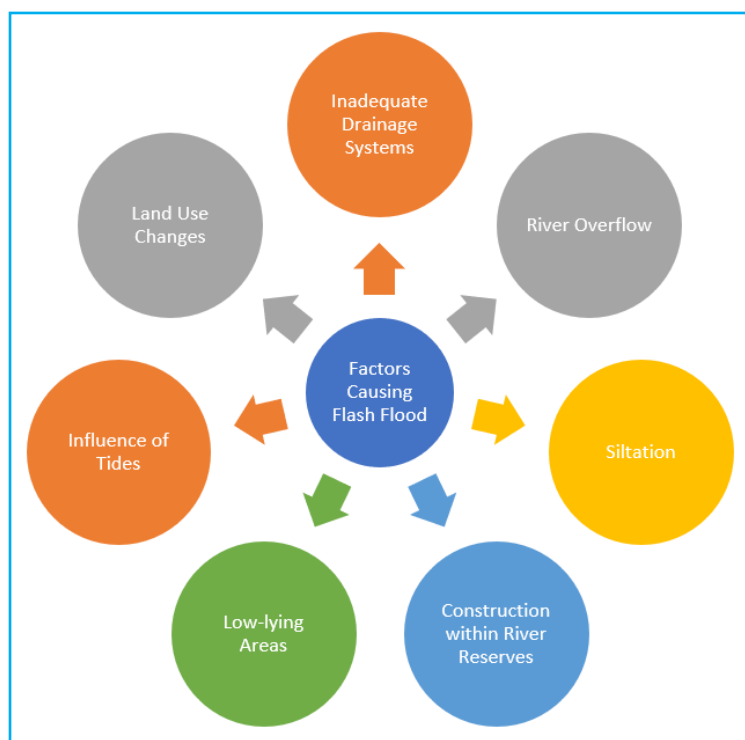 Inadequate
Drainage
Systems
Land Use
Changes
River Overflow
Factors
Causing
Flash Flood
Influence of
Tides
Siltation
Low-lying
Areas
Construction
within River
Reserves